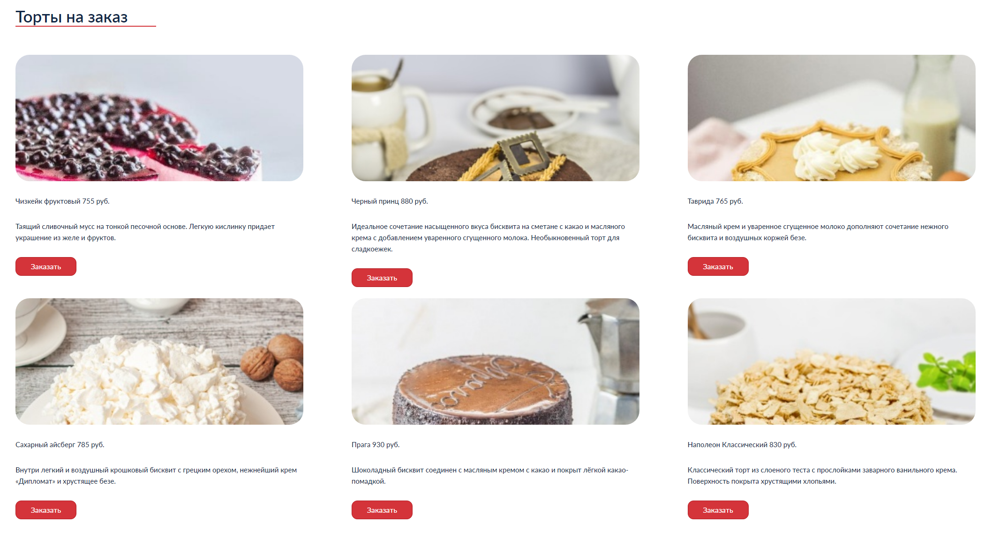 Торты на заказ
Чизкейк фруктовый 755 руб.
Таящий сливочный мусс на тонкой песочной основе. Легкую кислинку придает
украшение из желе и фруктов.
Заказать
Черный принц 880 руб.
Идеальное сочетание насыщенного вкуса бисквита на сметане с какао и масляного
крема с добавлением уваренного сгущенного молока. Необыкновенный торт для
сладкоежек.
Заказать
Таврида 765 руб.
Масляный крем и уваренное сгущенное молоко дополняют сочетание нежного
бисквита и воздушных коржей безе.
Заказать
Сахарный айсберг 785 руб.
Внутри легкий и воздушный крошковый бисквит с грецким орехом, нежнейший крем
«Дипломат» и хрустящее безе.
Заказать
Прага 930 руб.
Шоколадный бисквит соединен с масляным кремом с какао и покрыт лёгкой какао-
помадкой.
Заказать
Наполеон Классический 830 руб.
Классический торт из слоеного теста с прослойками заварного ванильного крема.
Поверхность покрыта хрустящими хлопьями.
Заказать